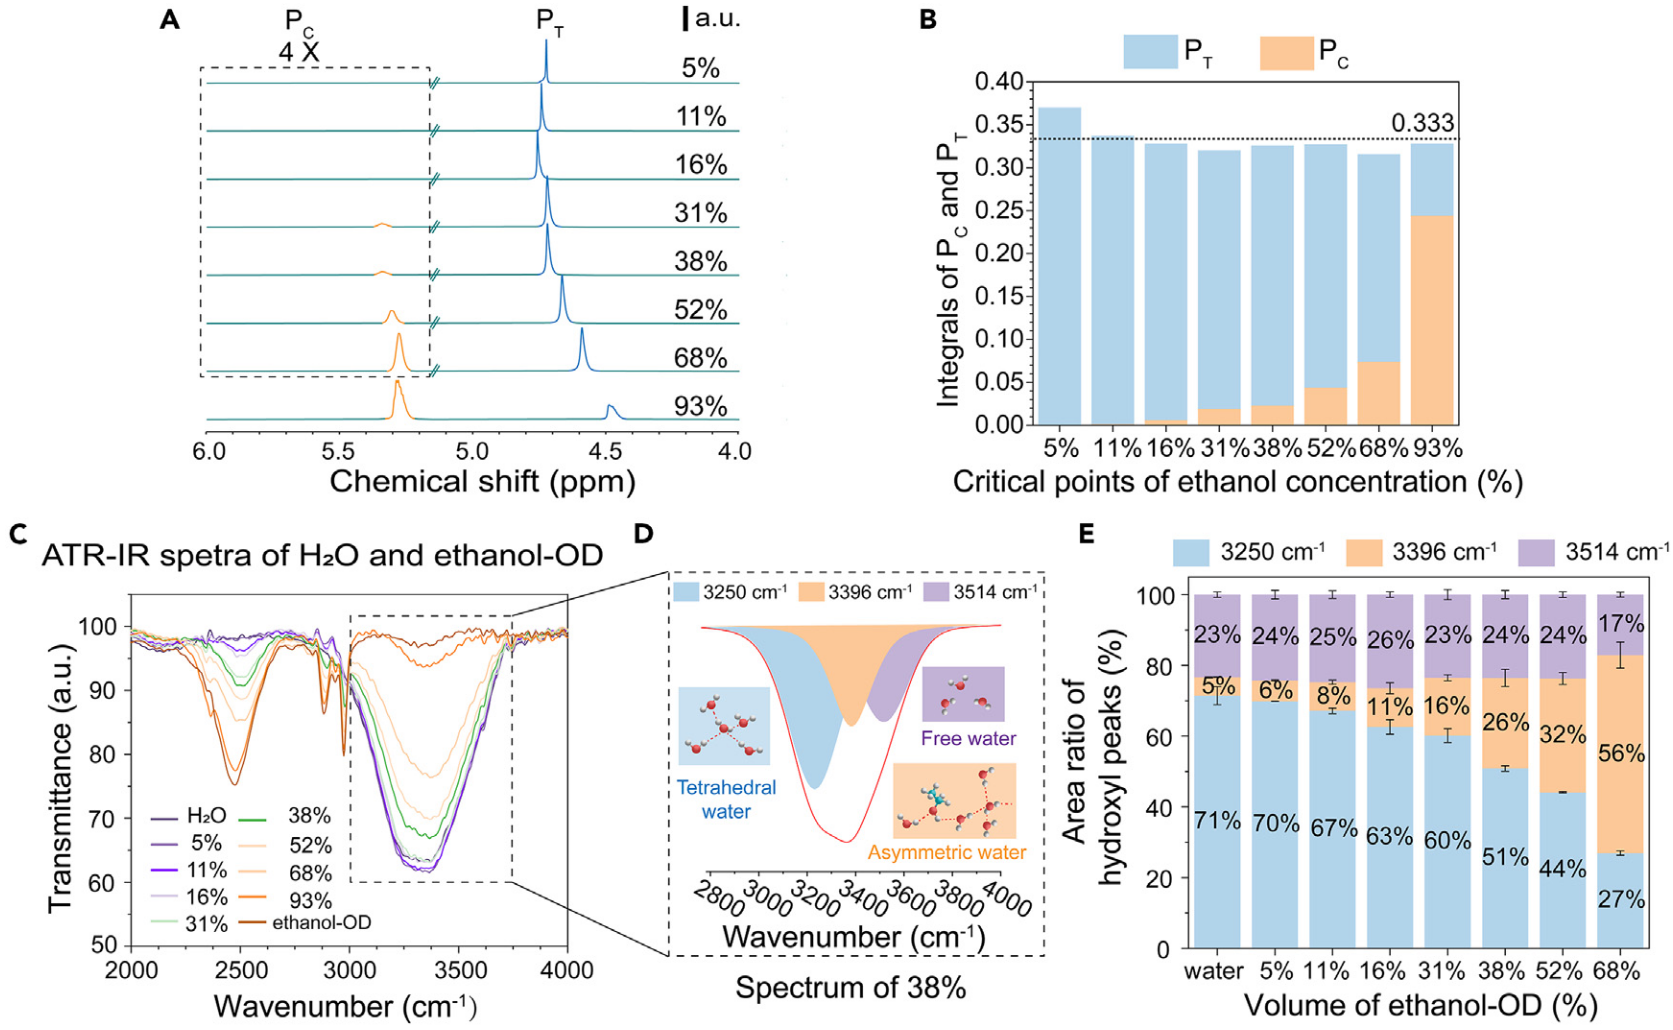 A
P_C
4 X
P_T
a.u.
5%
11%
16%
31%
38%
52%
68%
93%
6.0 5.5 5.0 4.5 4.0
Chemical shift (ppm)
B
P_T P_C
0.40
0.35
0.30
0.25
0.20
0.15
0.10
0.05
0.00
0.333
Integrals of P_C and P_T
5% 11% 16% 31% 38% 52% 68% 93%
Critical points of ethanol concentration (%)
C
ATR-IR spetra of H₂O and ethanol-OD
100
90
80
70
60
50
Transmittance (a.u.)
H₂O
5%
11%
16%
31%
38%
52%
68%
93%
ethanol-OD
2000 2500 3000 3500 4000
Wavenumber (cm⁻¹)
D
3250 cm⁻¹ 3396 cm⁻¹ 3514 cm⁻¹
Tetrahedral
water
Free water
Asymmetric water
2800 3000 3200 3400 3600 3800 4000
Wavenumber (cm⁻¹)
Spectrum of 38%
E
3250 cm⁻¹ 3396 cm⁻¹ 3514 cm⁻¹
100
80
60
40
20
0
Area ratio of
hydroxyl peaks (%)
23% 24% 25% 26% 23% 24% 24% 17%
5% 6% 8% 11% 16% 26% 32% 56%
71% 70% 67% 63% 60% 51% 44% 27%
water 5% 11% 16% 31% 38% 52% 68%
Volume of ethanol-OD (%)